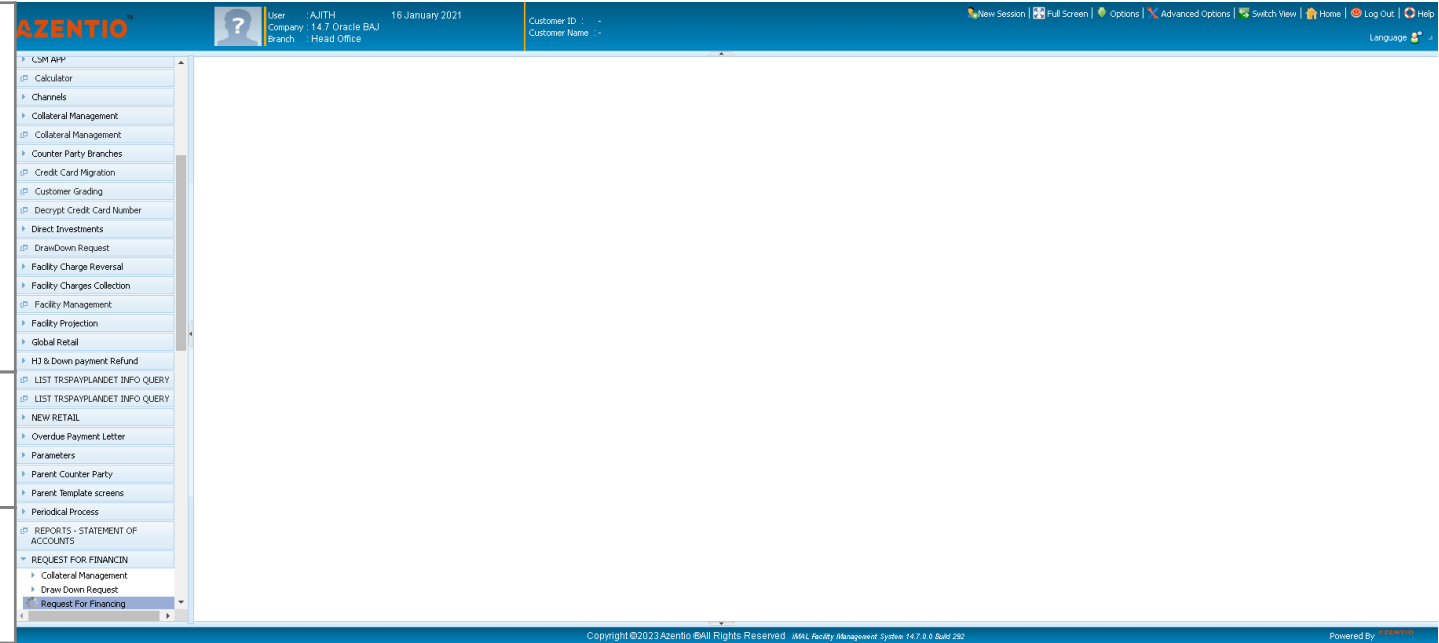 AZENTIO™
User : AJITH 16 January 2021
Company : 14.7 Oracle BAJ
Branch : Head Office
Customer ID : -
Customer Name : -
New Session | Full Screen | Options | Advanced Options | Switch View | Home | Log Out | Help
Language
CSM APP
Calculator
Channels
Collateral Management
Collateral Management
Counter Party Branches
Credit Card Migration
Customer Grading
Decrypt Credit Card Number
Direct Investments
DrawDown Request
Facility Charge Reversal
Facility Charges Collection
Facility Management
Facility Projection
Global Retail
HJ & Down payment Refund
LIST TRSPAYPLANDET INFO QUERY
LIST TRSPAYPLANDET INFO QUERY
NEW RETAIL
Overdue Payment Letter
Parameters
Parent Counter Party
Parent Template screens
Periodical Process
REPORTS - STATEMENT OF
ACCOUNTS
REQUEST FOR FINANCIN
Collateral Management
Draw Down Request
Request For Financing
Copyright©2023 Azentio ®All Rights Reserved iMAL Facility Management System 14.7.0.0 Build 292
Powered By AZENTIO